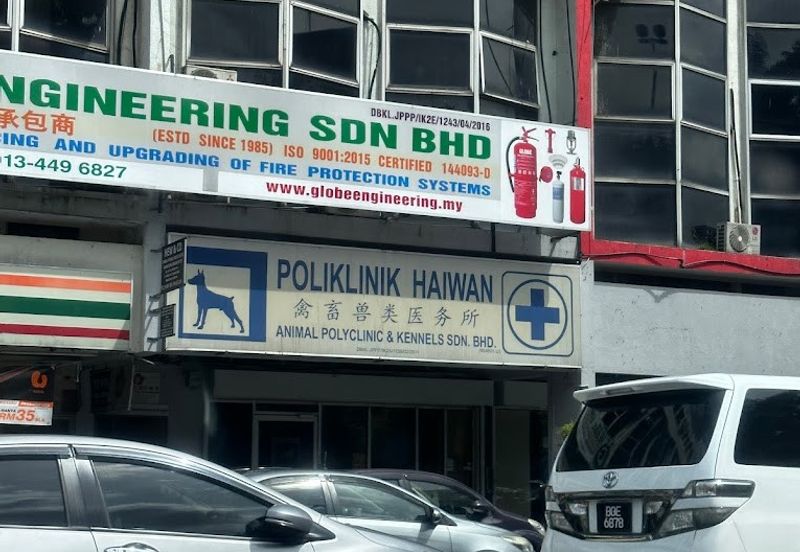 NGINEERING SDN BHD
DBKL.JPPP/IK2E/1243/04/2016
承包商
(ESTD SINCE 1985) ISO 9001:2015 CERTIFIED 144093-D
ING AND UPGRADING OF FIRE PROTECTION SYSTEMS
013-449 6827
www.globeengineering.my
POLIKLINIK HAIWAN
禽畜兽类医务所
ANIMAL POLYCLINIC & KENNELS SDN. BHD.
RM35
BQE
6878